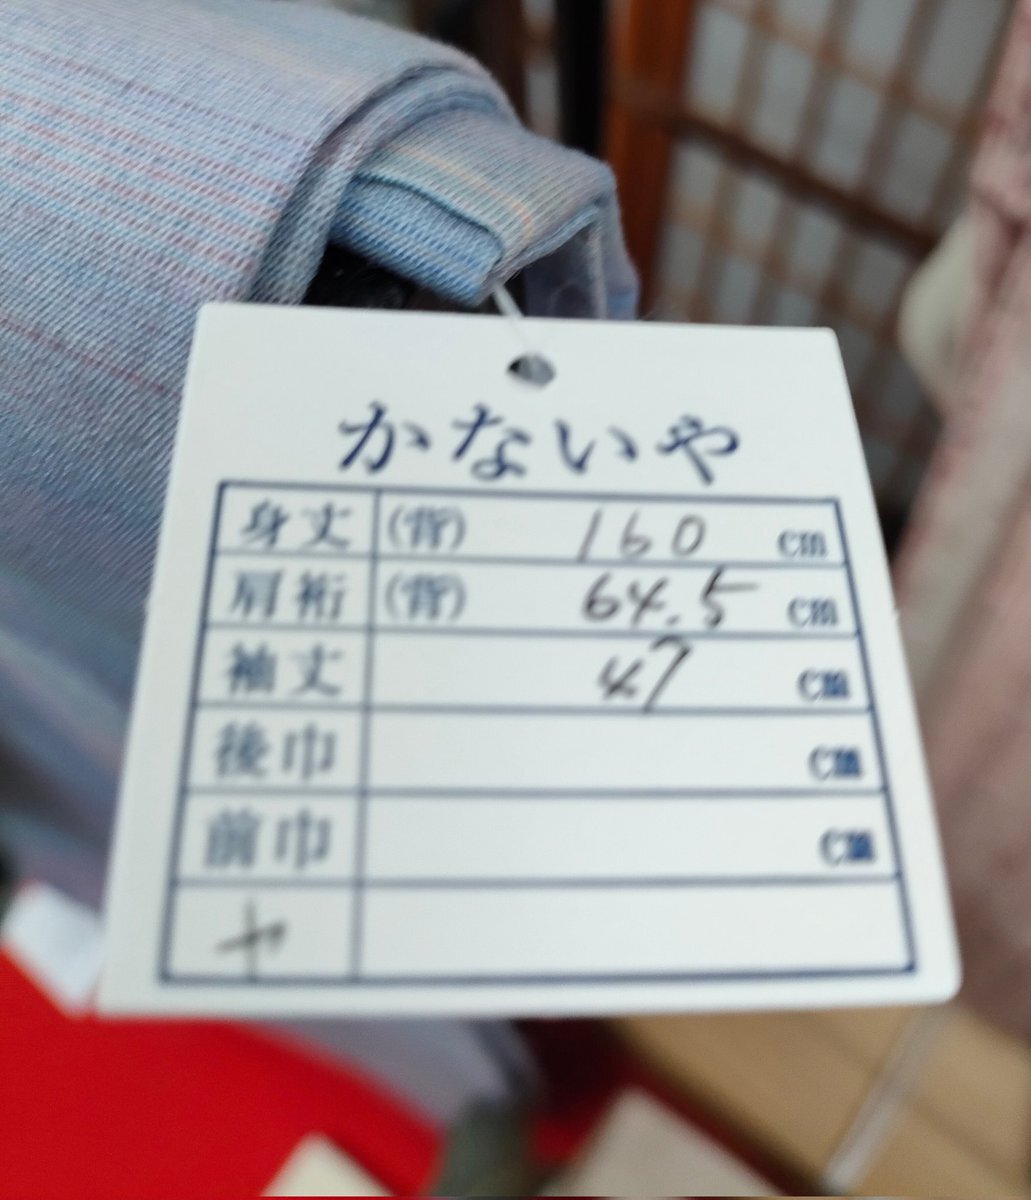 かないや
身丈 (背) 160 cm
肩裄 (背) 64.5 cm
袖丈 47 cm
後巾 cm
前巾 cm